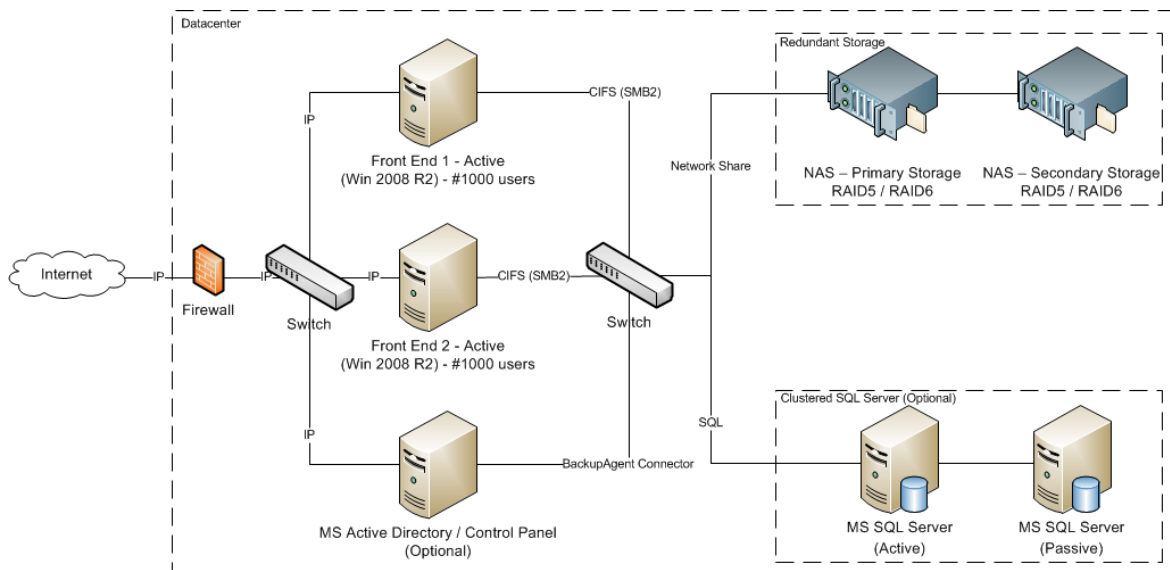 Datacenter
Redundant Storage
CIFS (SMB2)
IP
Front End 1 - Active
(Win 2008 R2) - #1000 users
Network Share
NAS – Primary Storage
RAID5 / RAID6
NAS – Secondary Storage
RAID5 / RAID6
Internet
IP
Firewall
IP
Switch
IP
CIFS (SMB2)
Switch
Front End 2 - Active
(Win 2008 R2) - #1000 users
Clustered SQL Server (Optional)
SQL
IP
BackupAgent Connector
MS Active Directory / Control Panel
(Optional)
MS SQL Server
(Active)
MS SQL Server
(Passive)